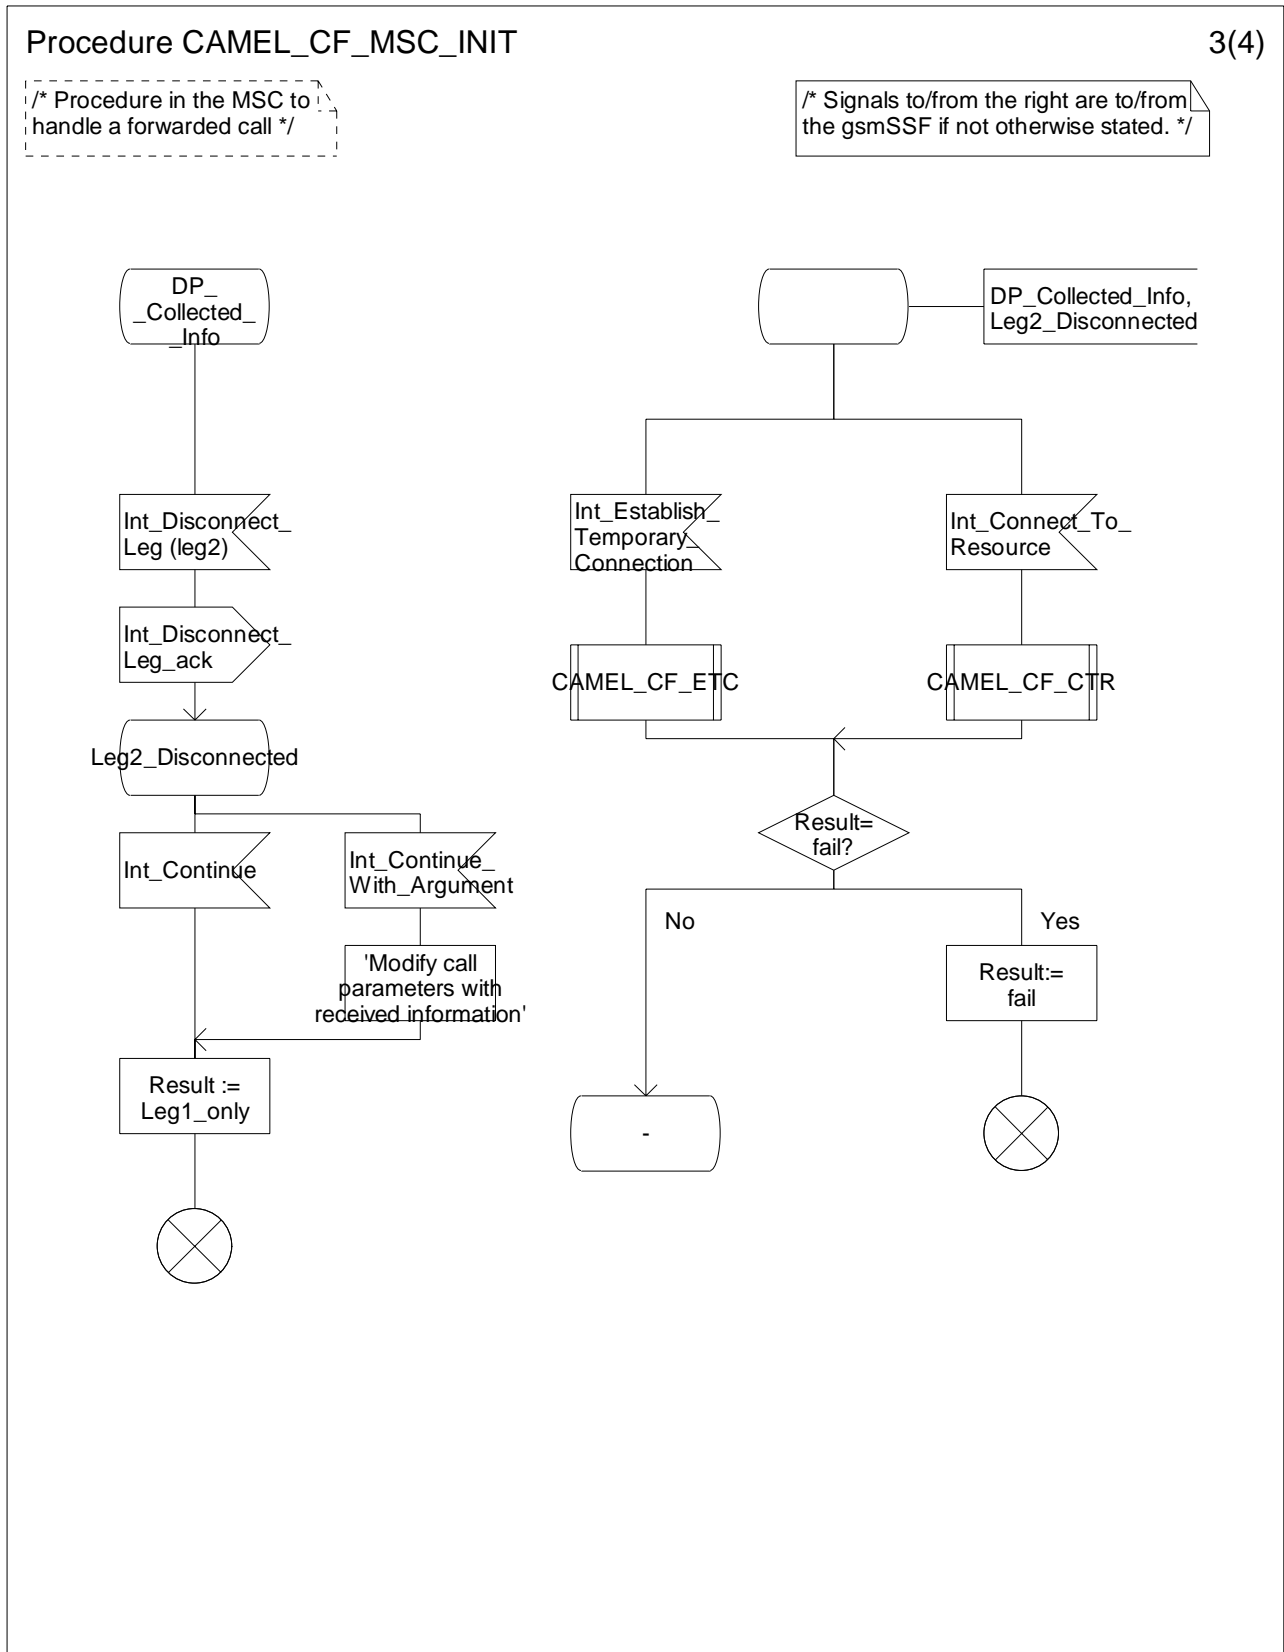 Procedure CAMEL_CF_MSC_INIT
3(4)
/* Procedure in the MSC to
handle a forwarded call */
/* Signals to/from the right are to/from
the gsmSSF if not otherwise stated. */
DP_
_Collected_
_Info
DP_Collected_Info,
Leg2_Disconnected
Int_Disconnect_
Leg (leg2)
Int_Establish_
Temporary_
Connection
Int_Connect_To_
Resource
Int_Disconnect_
Leg_ack
CAMEL_CF_ETC
CAMEL_CF_CTR
Leg2_Disconnected
Result=
fail?
Int_Continue
Int_Continue_
With_Argument
No
Yes
'Modify call
parameters with
received information'
Result:=
fail
Result :=
Leg1_only
-